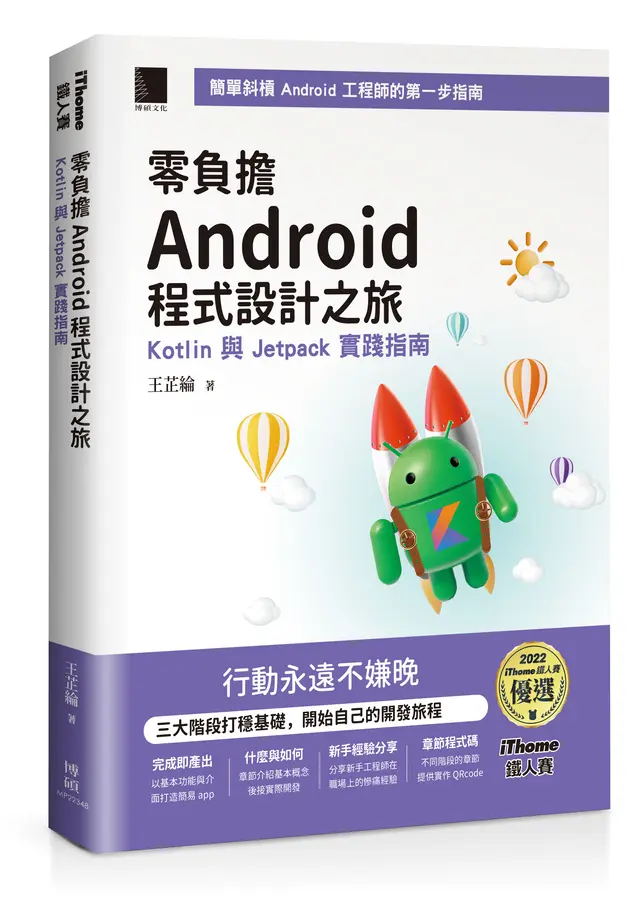 iThome
鐵人賽
零負擔 Android 程式設計之旅
Kotlin 與 Jetpack 實踐指南
王芷綸 著
博碩
MP22348
博碩文化
簡單斜槓 Android 工程師的第一步指南
零負擔
Android
程式設計之旅
Kotlin 與 Jetpack 實踐指南
王芷綸 著
行動永遠不嫌晚
三大階段打穩基礎，開始自己的開發旅程
完成即產出
以基本功能與介
面打造簡易 app
什麼與如何
章節介紹基本概念
後接實際開發
新手經驗分享
分享新手工程師在
職場上的慘痛經驗
章節程式碼
不同階段的章節
提供實作 QRcode
2022
iThome鐵人賽
優選
iThome
鐵人賽